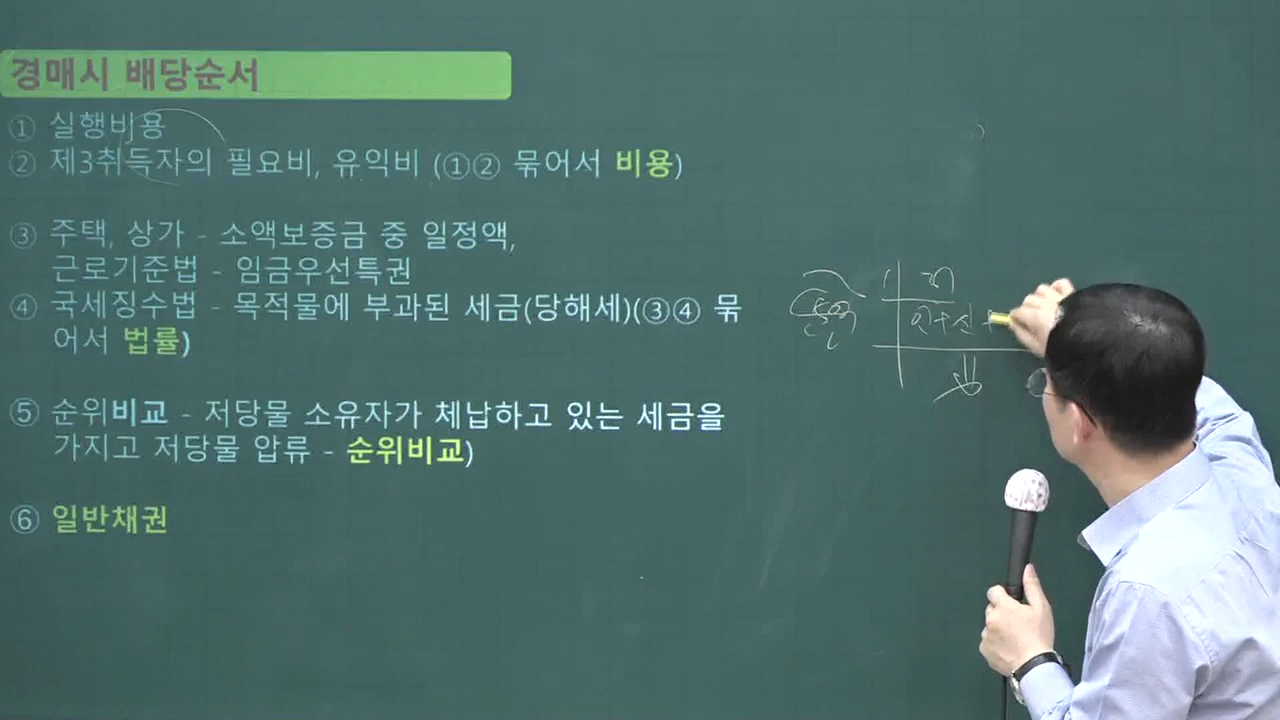 경매시 배당순서
① 실행비용
② 제3취득자의 필요비, 유익비 (①② 묶어서 비용)
③ 주택, 상가 - 소액보증금 중 일정액,
근로기준법 - 임금우선특권
④ 국세징수법 - 목적물에 부과된 세금(당해세)(③④ 묶
어서 법률)
⑤ 순위비교 - 저당물 소유자가 체납하고 있는 세금을
가지고 저당물 압류 - 순위비교)
⑥ 일반채권